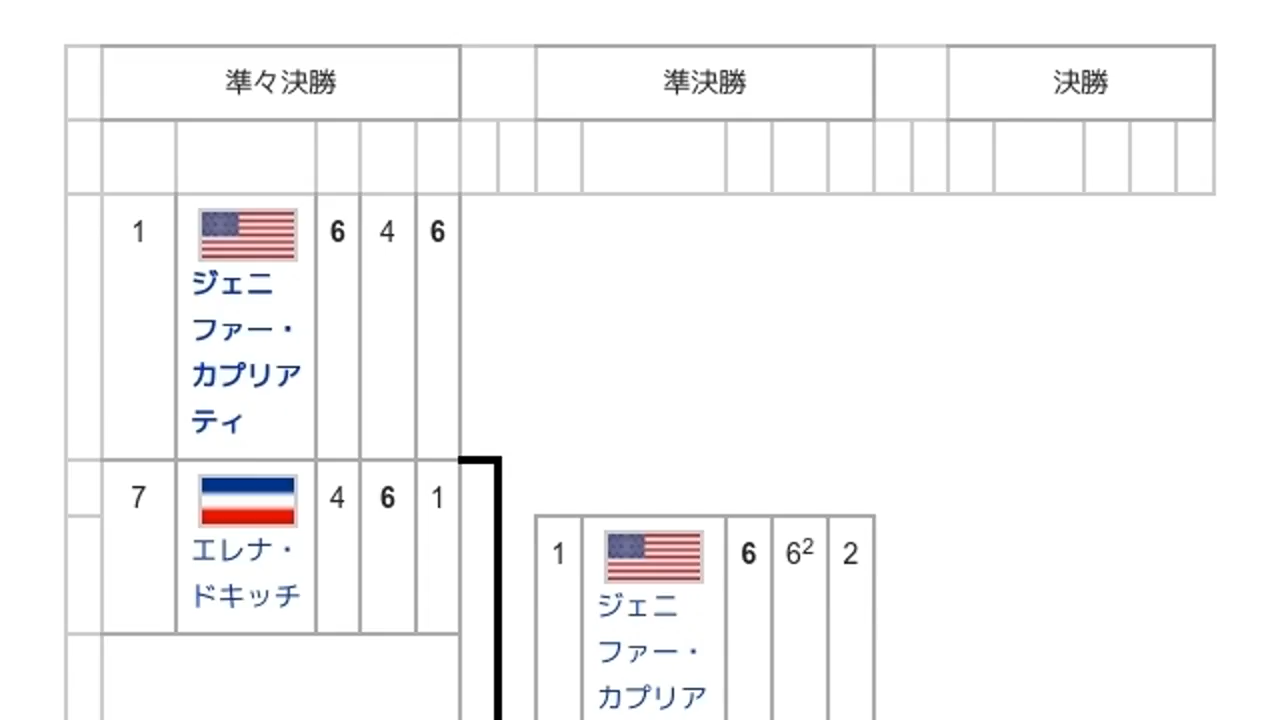 準々決勝 準決勝 決勝
1 6 4 6
ジェニ
ファー・
カプリア
ティ
7 4 6 1
エレナ・
ドキッチ
1 6 6² 2
ジェニ
ファー・
カプリア